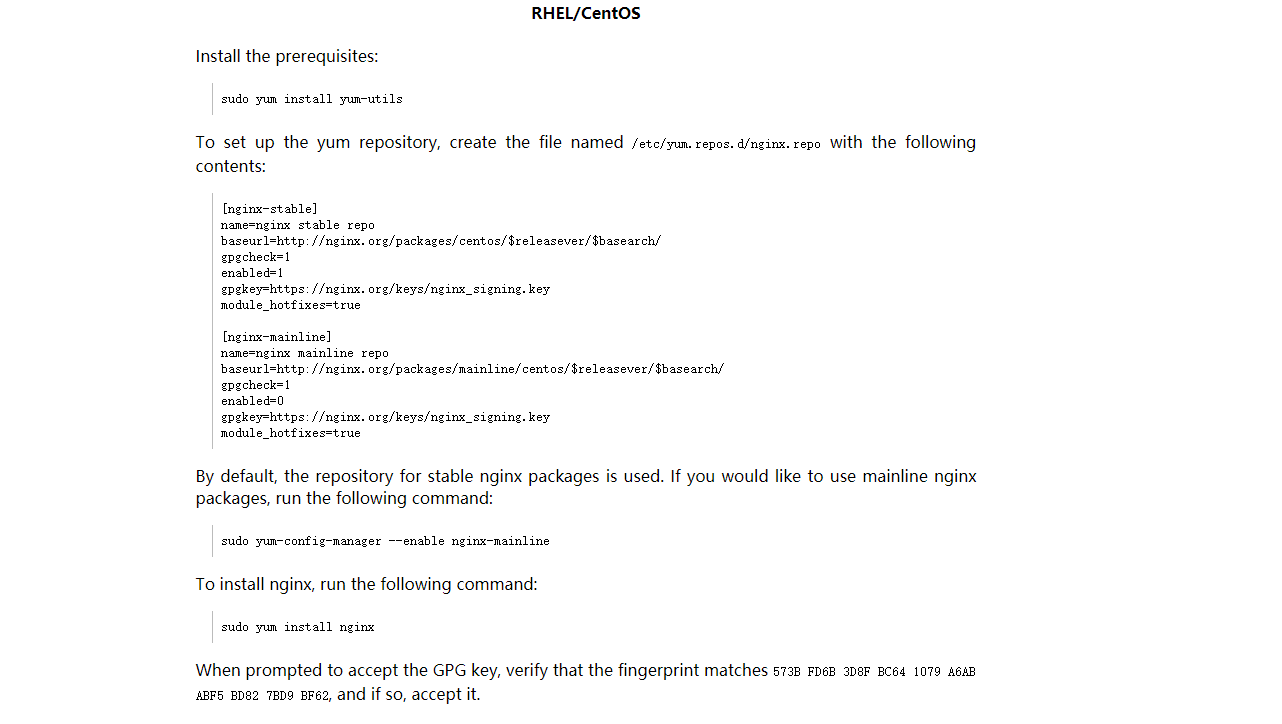 RHEL/CentOS
Install the prerequisites:
sudo yum install yum-utils
To set up the yum repository, create the file named /etc/yum.repos.d/nginx.repo with the following
contents:
[nginx-stable]
name=nginx stable repo
baseurl=http://nginx.org/packages/centos/$releasever/$basearch/
gpgcheck=1
enabled=1
gpgkey=https://nginx.org/keys/nginx_signing.key
module_hotfixes=true
[nginx-mainline]
name=nginx mainline repo
baseurl=http://nginx.org/packages/mainline/centos/$releasever/$basearch/
gpgcheck=1
enabled=0
gpgkey=https://nginx.org/keys/nginx_signing.key
module_hotfixes=true
By default, the repository for stable nginx packages is used. If you would like to use mainline nginx
packages, run the following command:
sudo yum-config-manager --enable nginx-mainline
To install nginx, run the following command:
sudo yum install nginx
When prompted to accept the GPG key, verify that the fingerprint matches 573B FD6B 3D8F BC64 1079 A6AB
ABF5 BD82 7BD9 BF62, and if so, accept it.